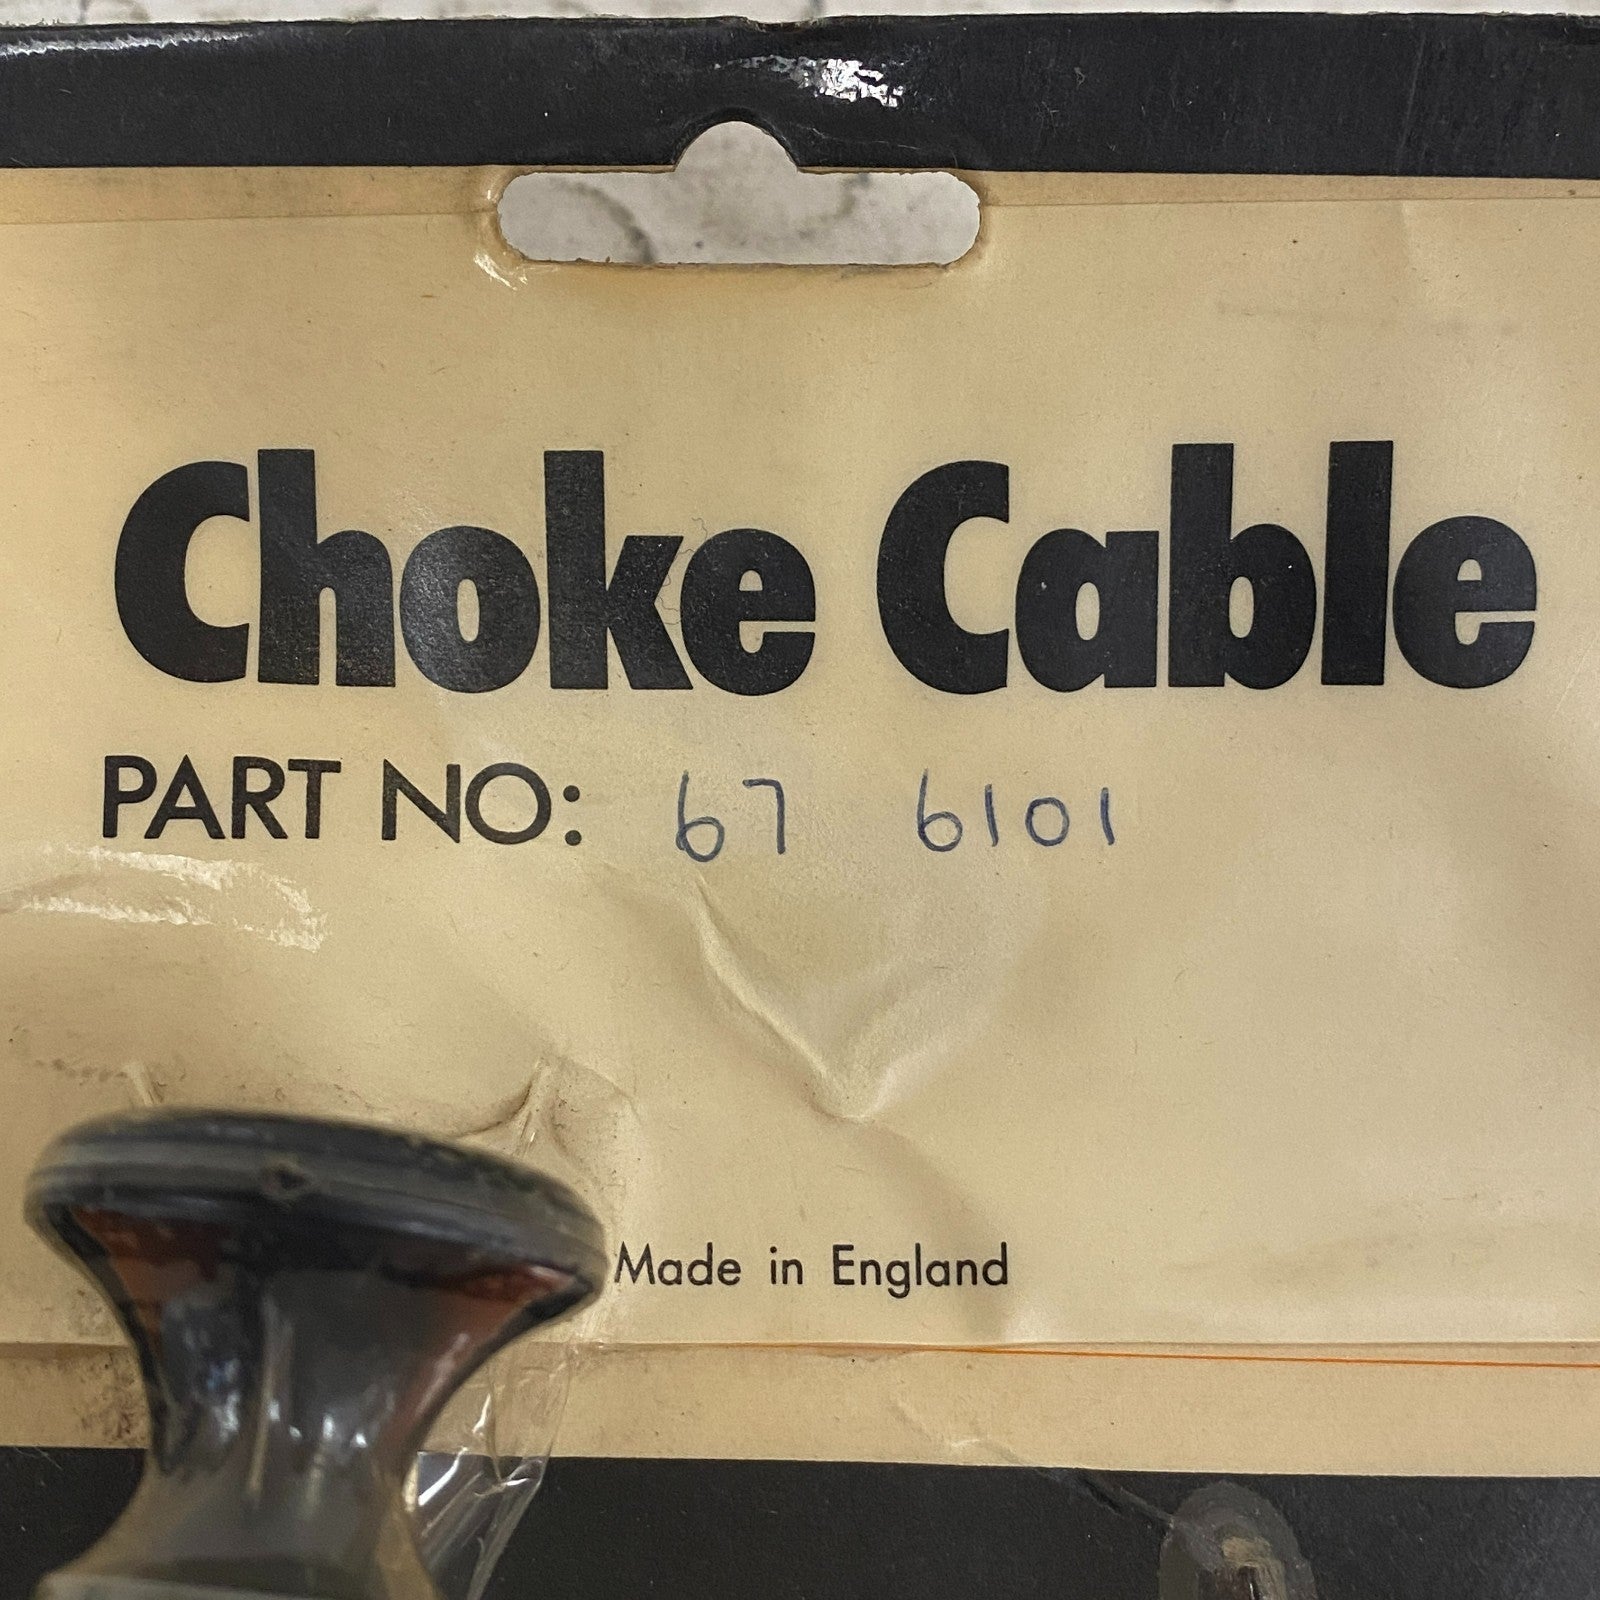 Choke Cable
PART NO: 67 6101
Made in England